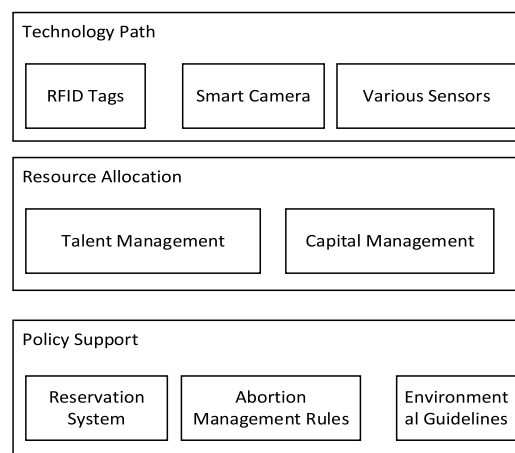 Technology Path
RFID Tags
Smart Camera
Various Sensors
Resource Allocation
Talent Management
Capital Management
Policy Support
Reservation
System
Abortion
Management Rules
Environment
al Guidelines